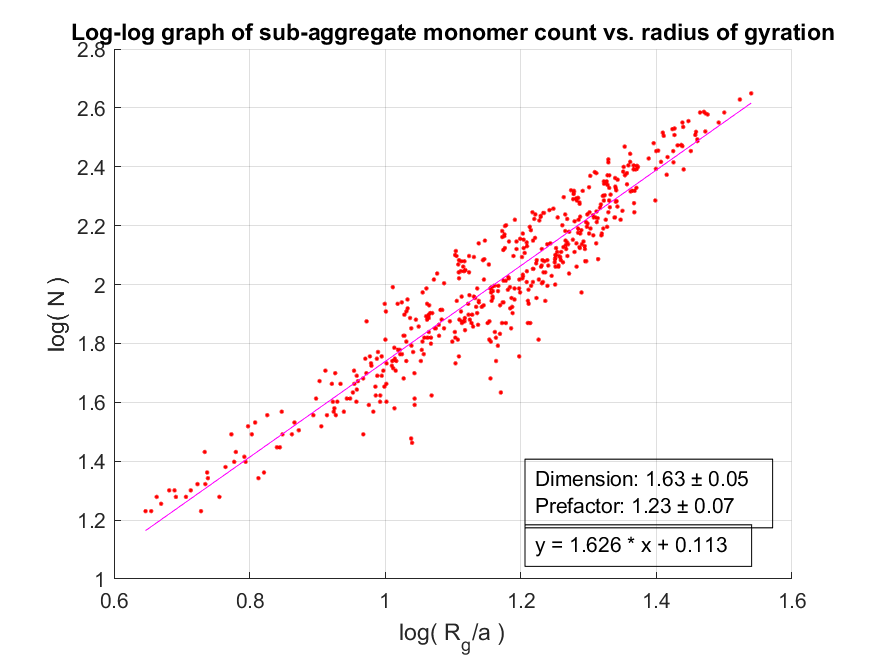 Log-log graph of sub-aggregate monomer count vs. radius of gyration
2.8
2.6
2.4
2.2
2
1.8
1.6
1.4
1.2
1
log( N )
Dimension: 1.63 ± 0.05
Prefactor: 1.23 ± 0.07
y = 1.626 * x + 0.113
0.6 0.8 1 1.2 1.4 1.6
log( R_g/a )